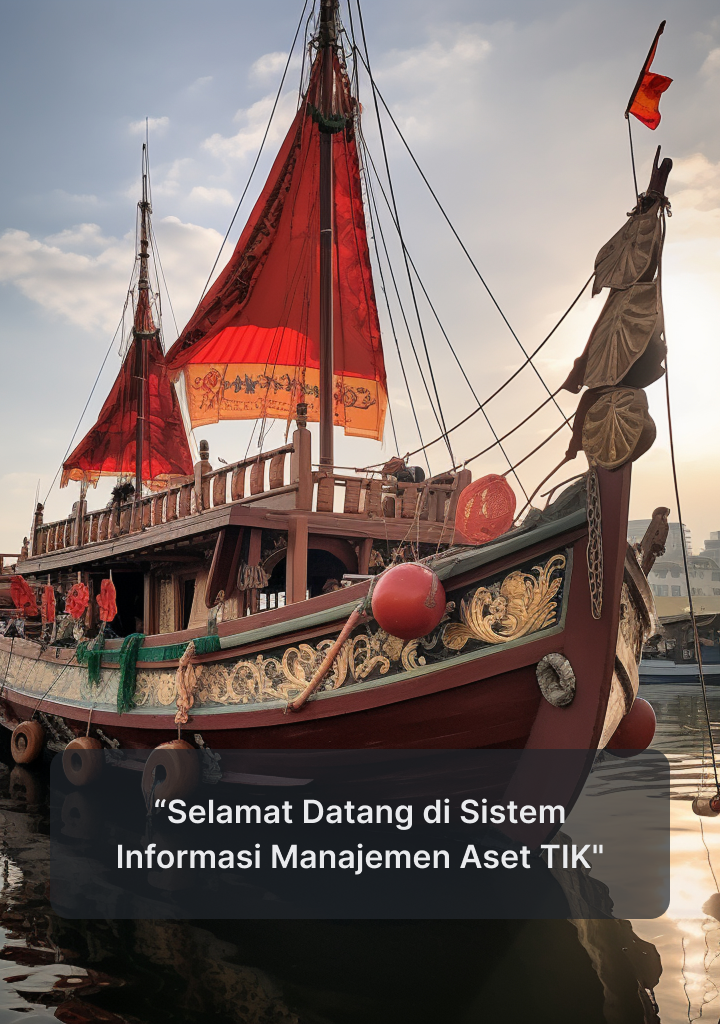 “Selamat Datang di Sistem
Informasi Manajemen Aset TIK"